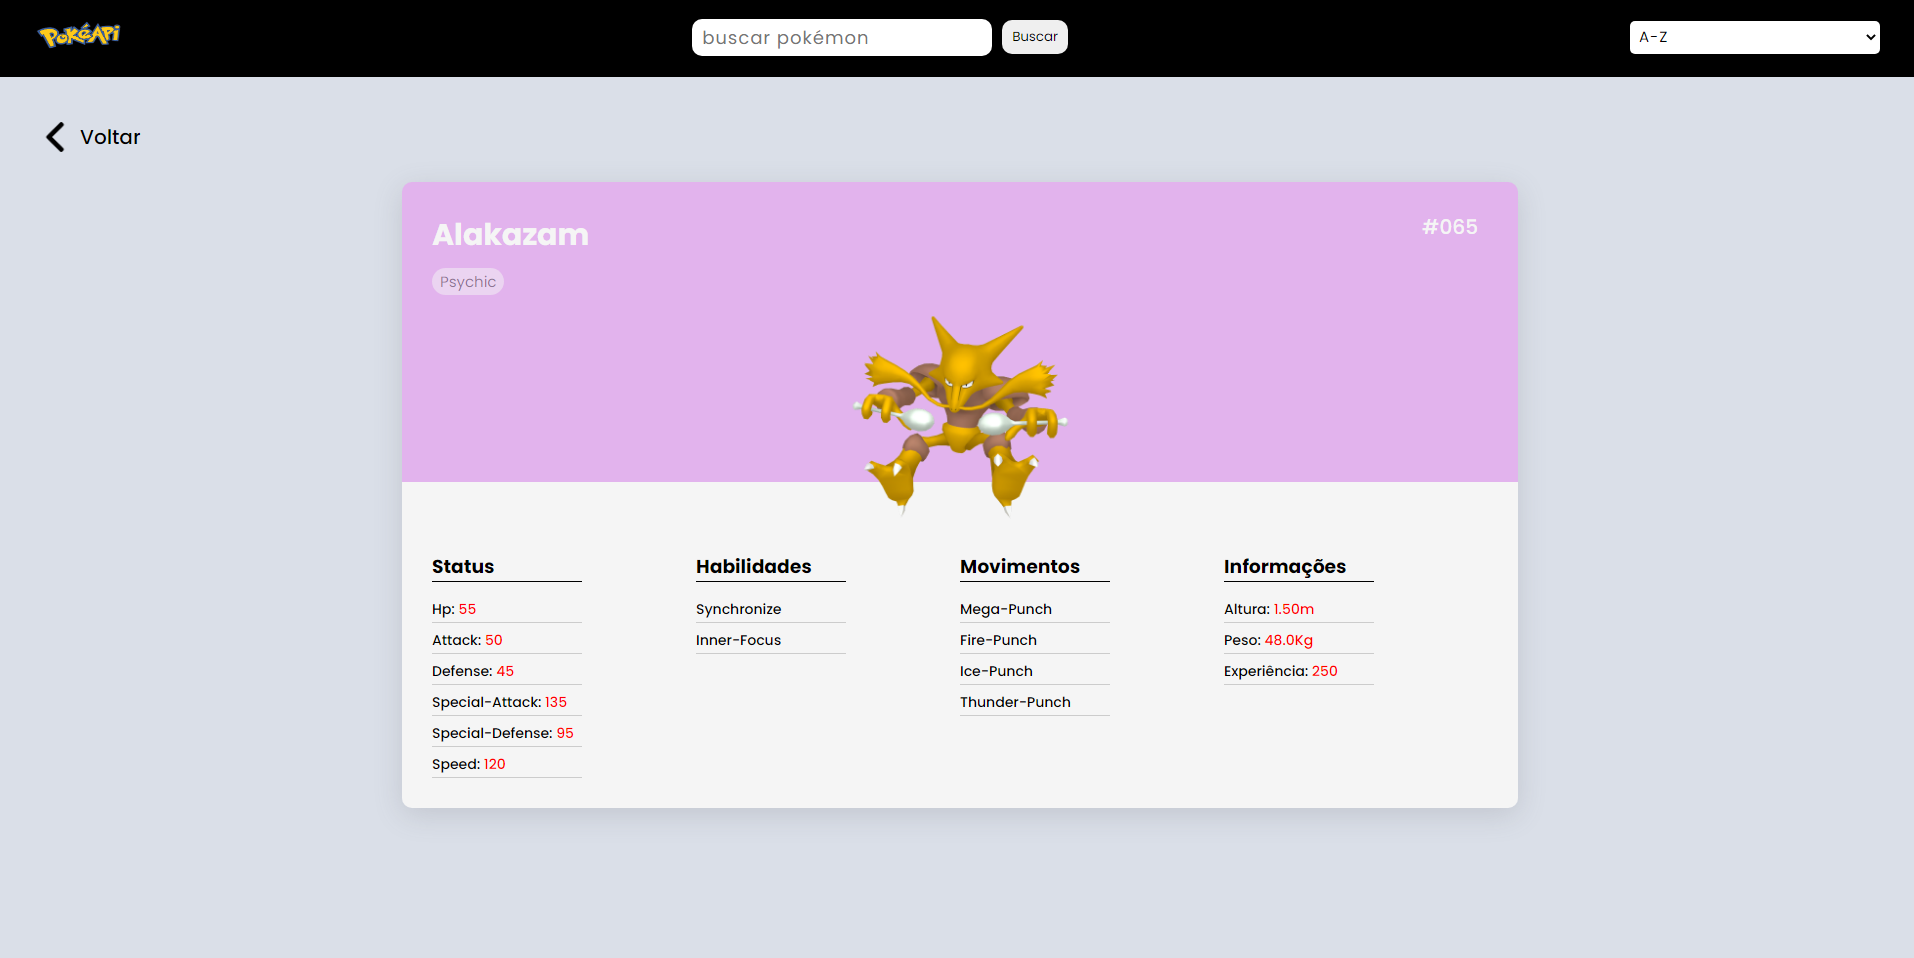 PokéAPi
buscar pokémon
Buscar
A-Z
Voltar
Alakazam
#065
Psychic
Status
Hp: 55
Attack: 50
Defense: 45
Special-Attack: 135
Special-Defense: 95
Speed: 120
Habilidades
Synchronize
Inner-Focus
Movimentos
Mega-Punch
Fire-Punch
Ice-Punch
Thunder-Punch
Informações
Altura: 1.50m
Peso: 48.0Kg
Experiência: 250